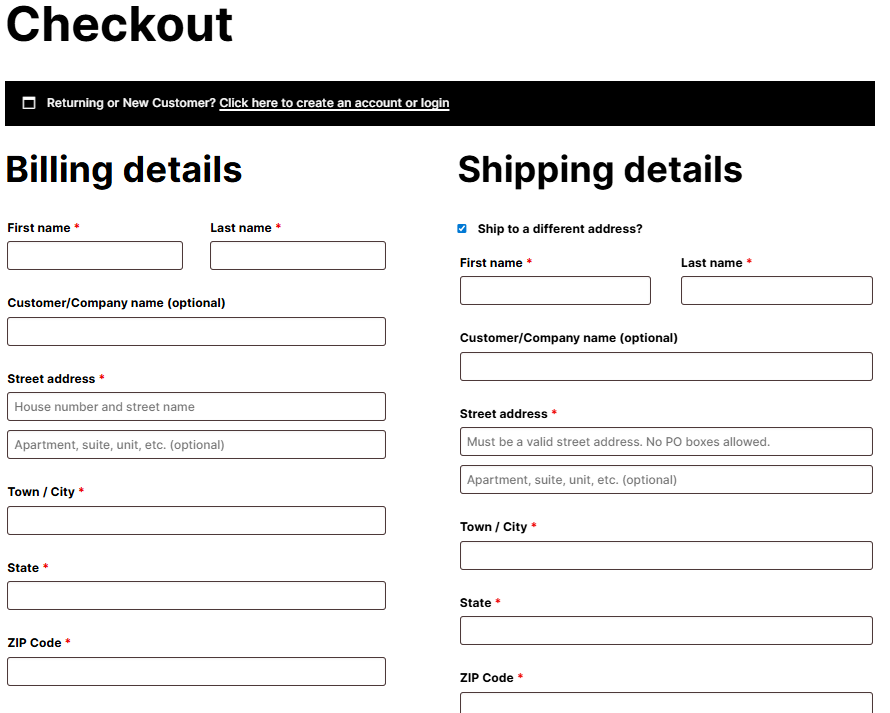 Checkout
Returning or New Customer? Click here to create an account or login
Billing details
First name *
Last name *
Customer/Company name (optional)
Street address *
House number and street name
Apartment, suite, unit, etc. (optional)
Town / City *
State *
ZIP Code *
Shipping details
Ship to a different address?
First name *
Last name *
Customer/Company name (optional)
Street address *
Must be a valid street address. No PO boxes allowed.
Apartment, suite, unit, etc. (optional)
Town / City *
State *
ZIP Code *